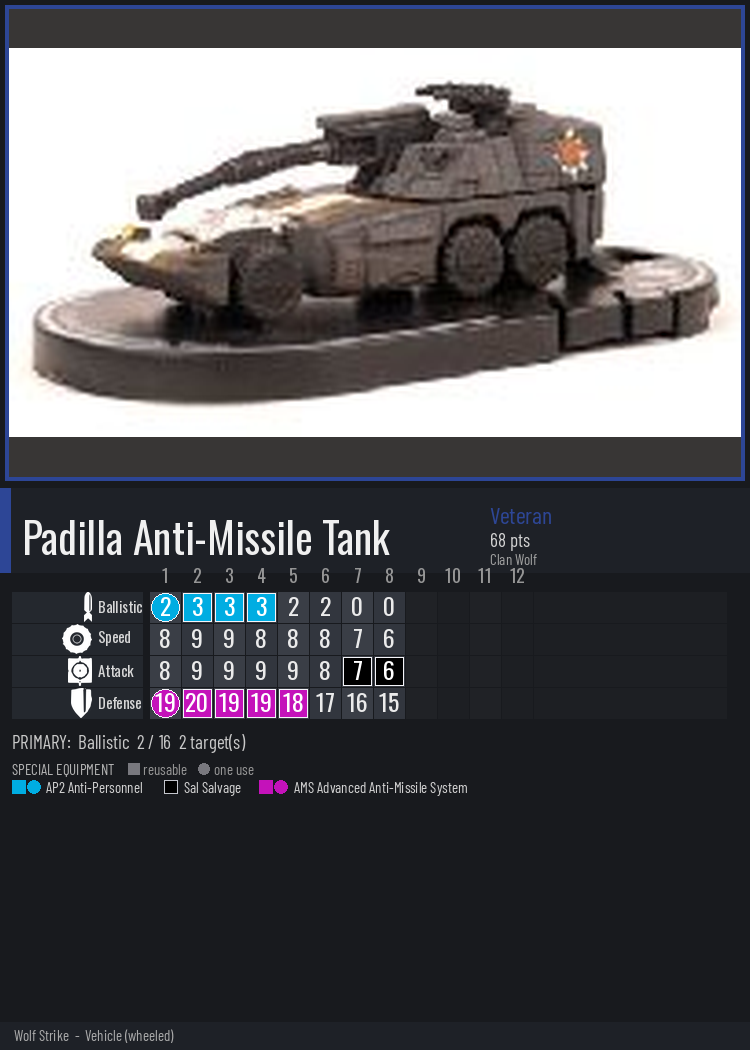 Padilla Anti-Missile Tank
Veteran
68 pts
Clan Wolf
1 2 3 4 5 6 7 8 9 10 11 12
Ballistic 2 3 3 3 2 2 0 0
Speed 8 9 9 8 8 8 7 6
Attack 8 9 9 9 9 8 7 6
Defense 19 20 19 19 18 17 16 15
PRIMARY: Ballistic 2 / 16 2 target(s)
SPECIAL EQUIPMENT reusable one use
AP2 Anti-Personnel Sal Salvage AMS Advanced Anti-Missile System
Wolf Strike - Vehicle (wheeled)